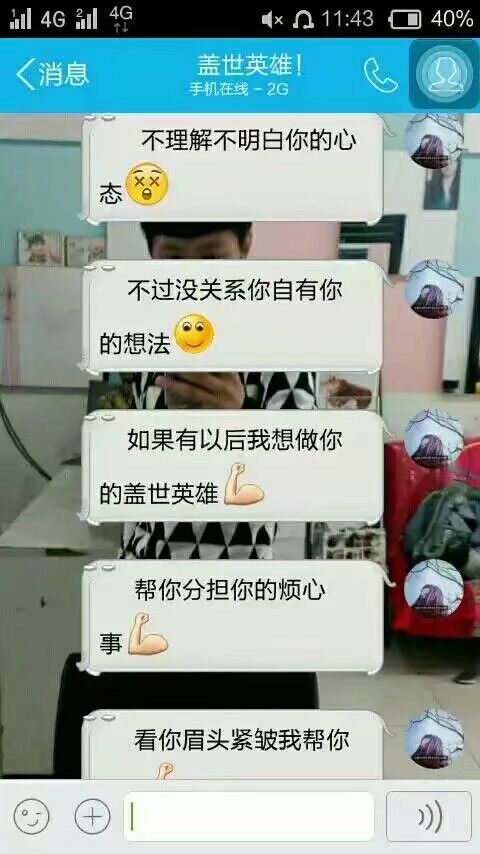 4G 2 4G 11:43 40%
消息
盖世英雄！
手机在线 - 2G
不理解不明白你的心
态
不过没关系你自有你
的想法
如果有以后我想做你
的盖世英雄
帮你分担你的烦心
事
看你眉头紧皱我帮你